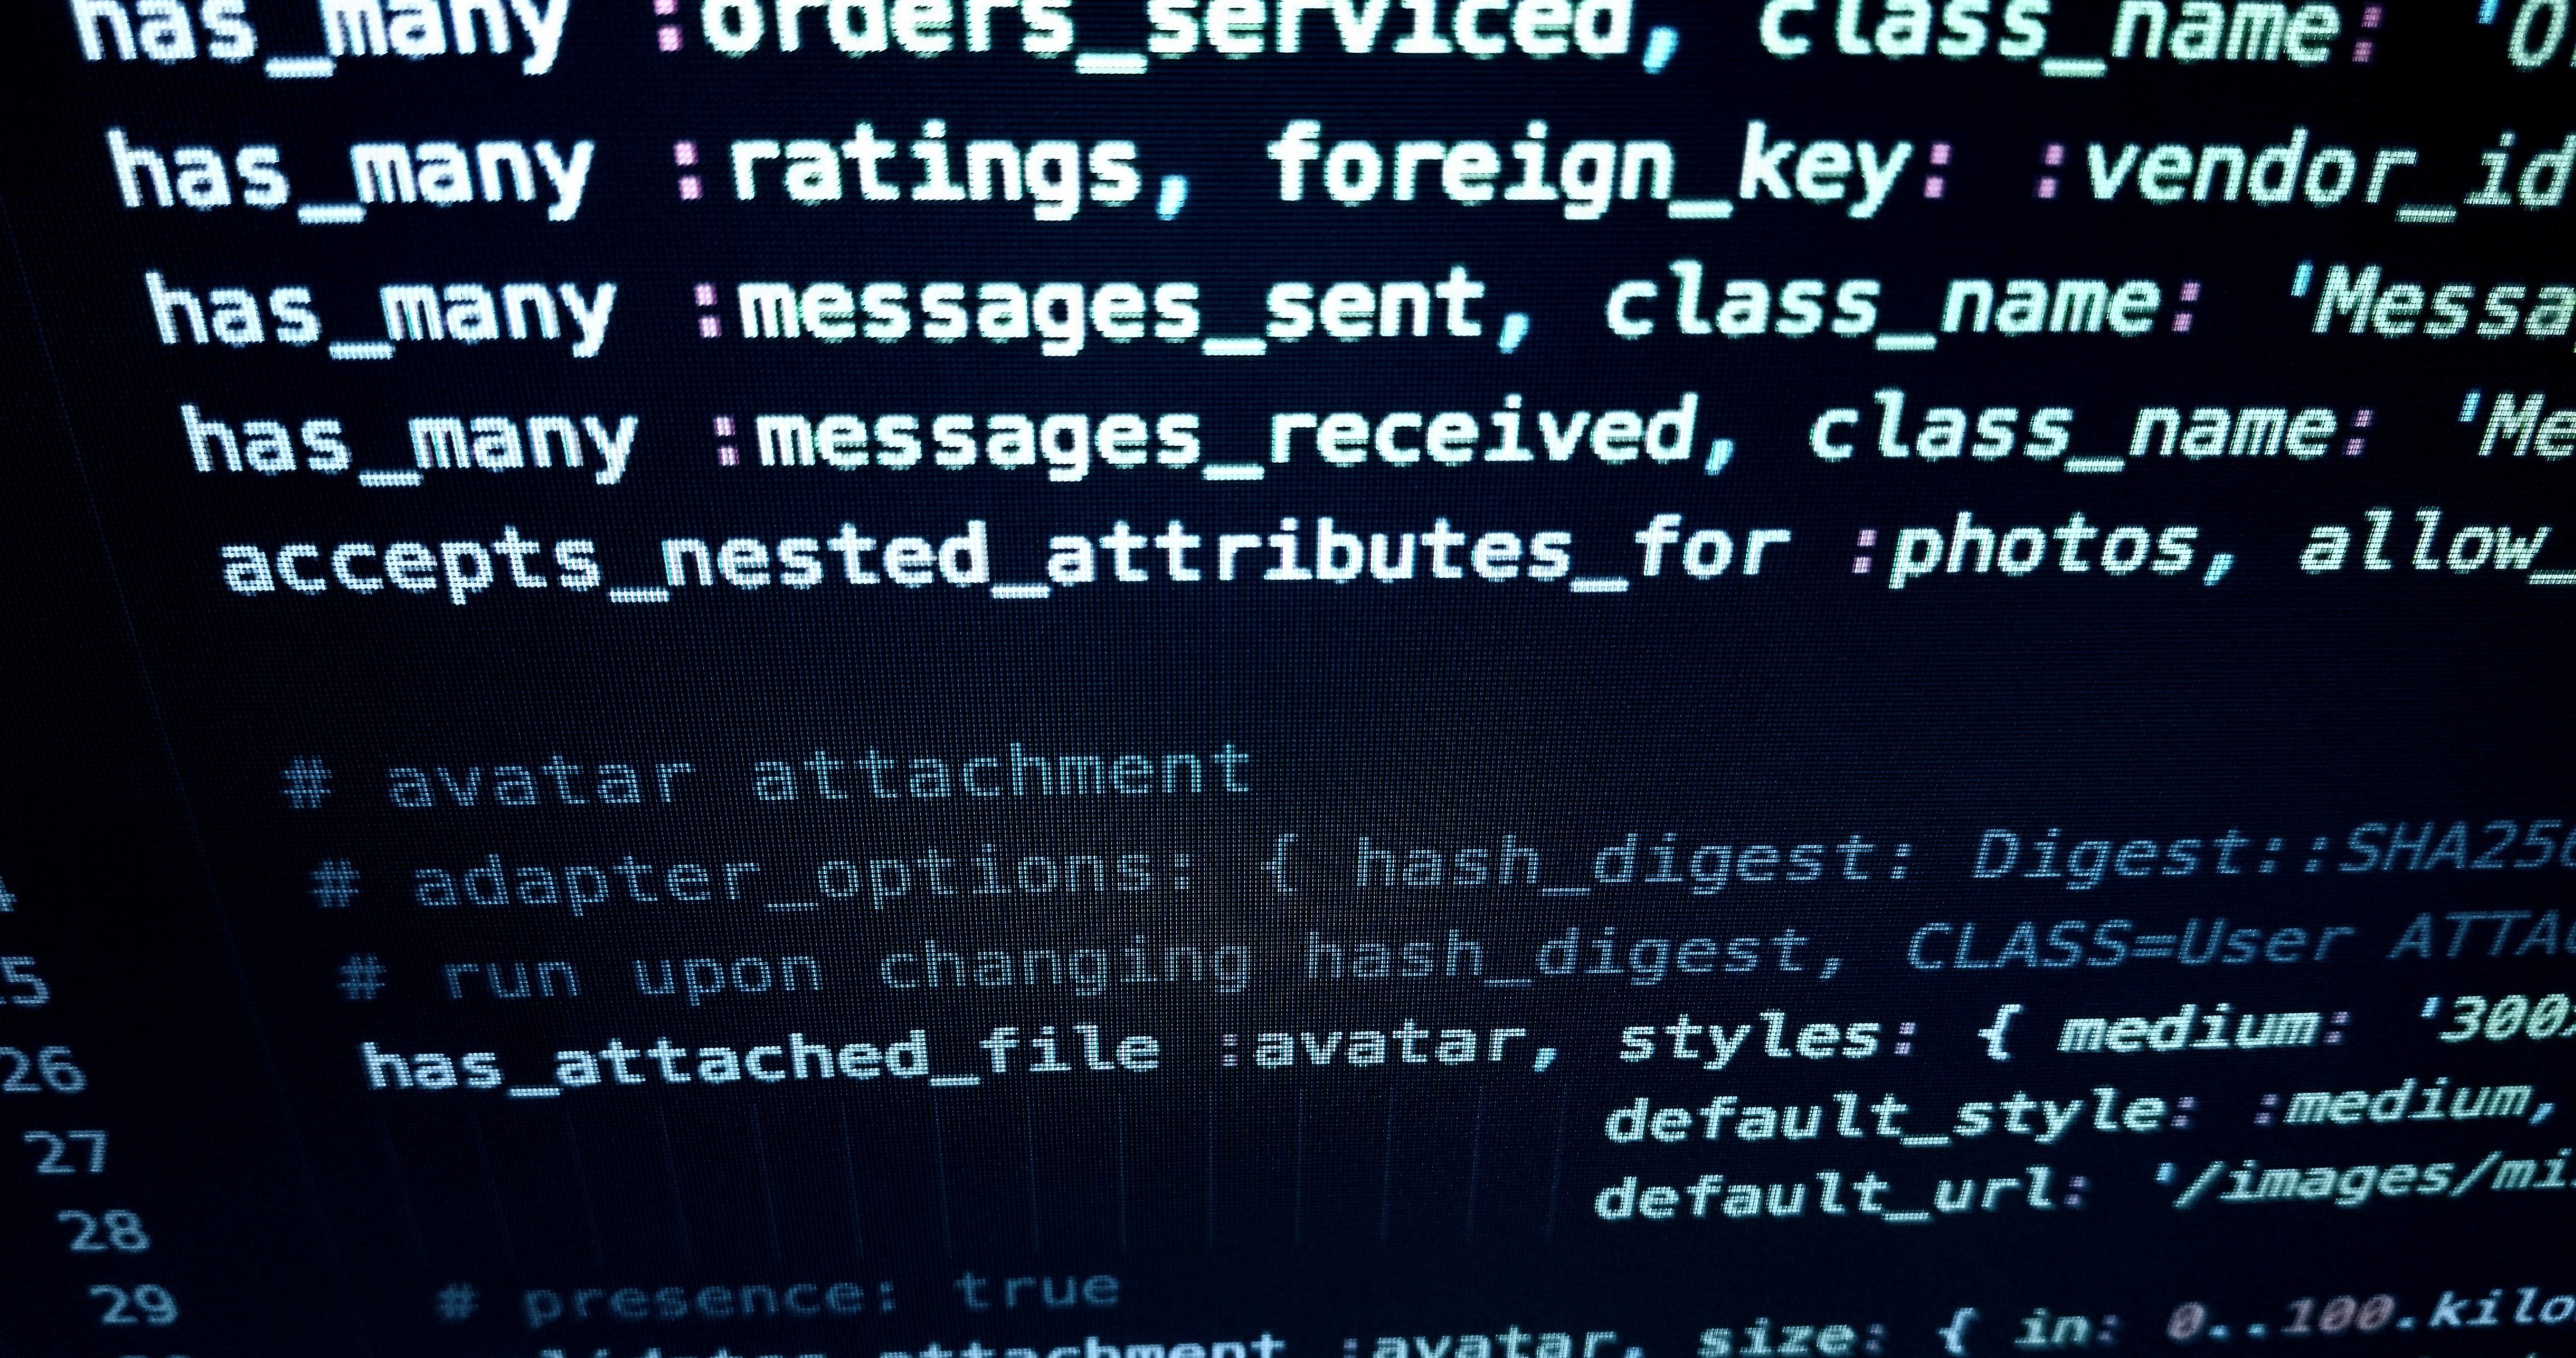 has_many :orders_serviced, class_name:
has_many :ratings, foreign_key: :vendor_id
has_many :messages_sent, class_name: 'Messa
has_many :messages_received, class_name: 'Me
accepts_nested_attributes_for :photos, allow_
# avatar attachment
# adapter_options: { hash_digest: Digest::SHA256
25 # run upon changing hash_digest, CLASS=User ATTA
26 has_attached_file :avatar, styles: { medium: '300
27 default_style: :medium,
28 default_url: '/images/mi
29 # presence: true
attachment :avatar, size: { in: 0..100.kilo